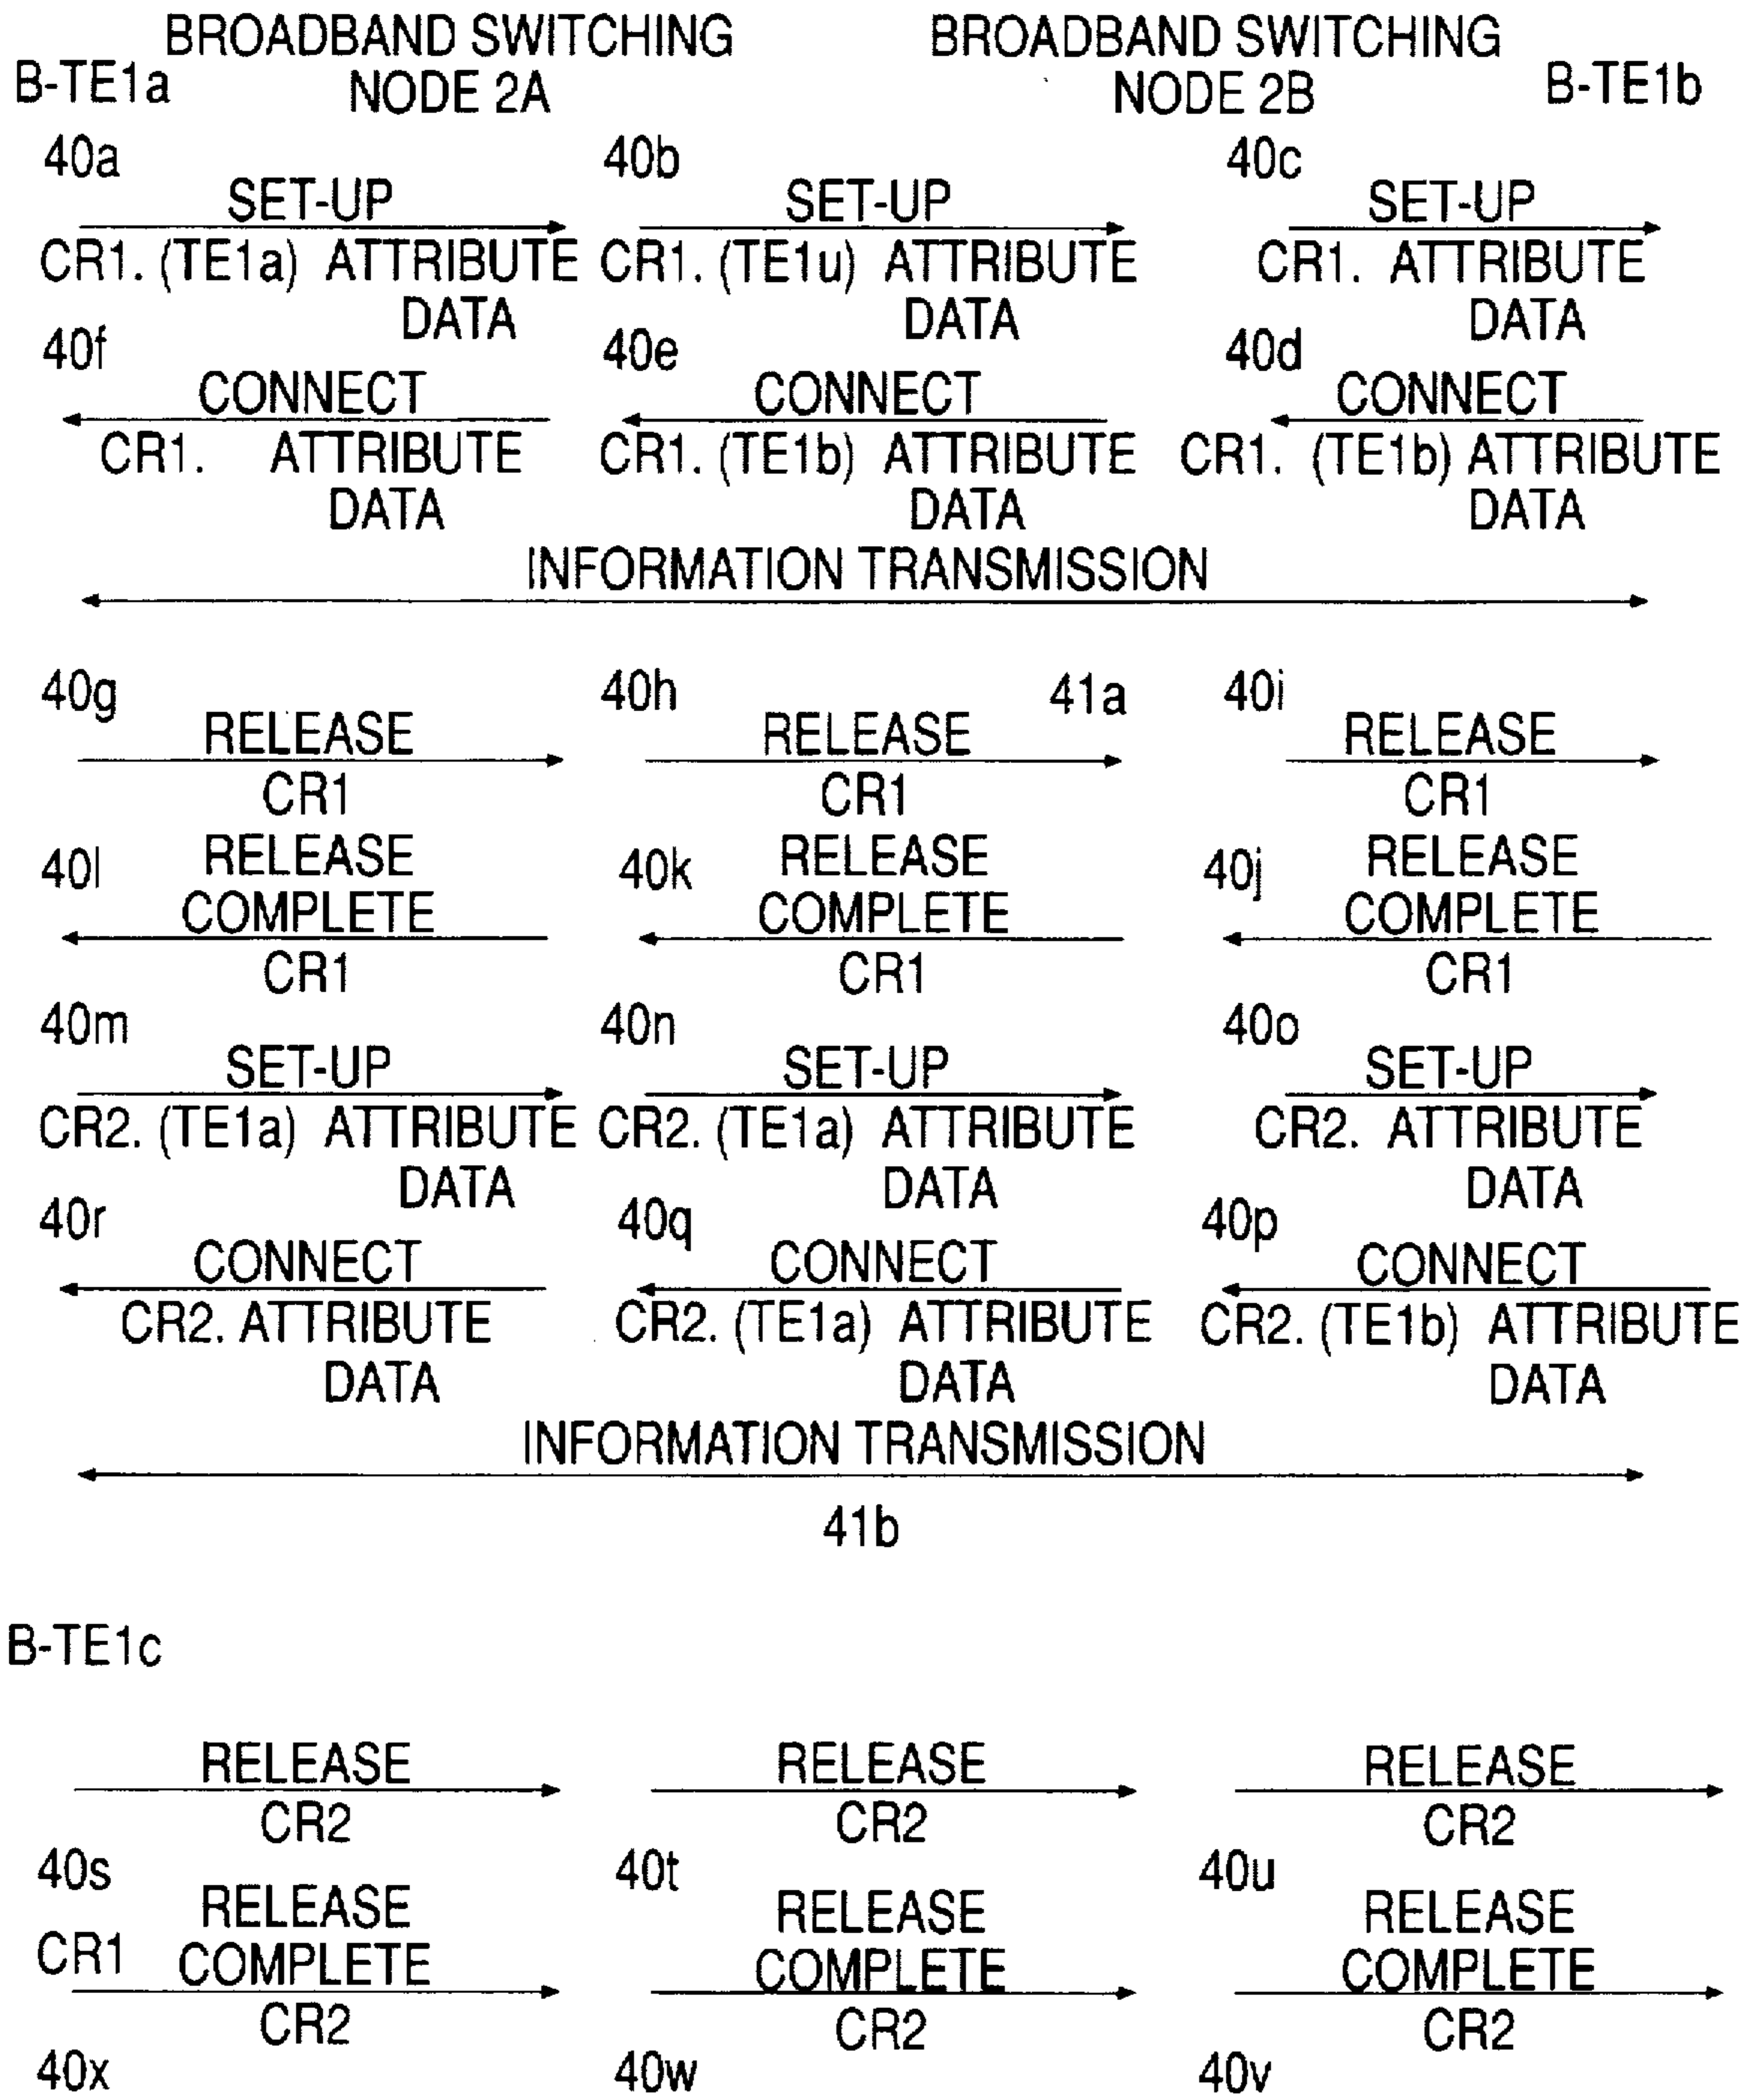 BROADBAND SWITCHING BROADBAND SWITCHING
B-TE1a NODE 2A NODE 2B B-TE1b
40a 40b 40c
SET-UP SET-UP SET-UP
CR1. (TE1a) ATTRIBUTE CR1. (TE1u) ATTRIBUTE CR1. ATTRIBUTE
DATA DATA DATA
40f 40e 40d
CONNECT CONNECT CONNECT
CR1. ATTRIBUTE CR1. (TE1b) ATTRIBUTE CR1. (TE1b) ATTRIBUTE
DATA DATA DATA
INFORMATION TRANSMISSION
40g 40h 41a 40i
RELEASE RELEASE RELEASE
CR1 CR1 CR1
40l RELEASE 40k RELEASE 40j RELEASE
COMPLETE COMPLETE COMPLETE
CR1 CR1 CR1
40m 40n 40o
SET-UP SET-UP SET-UP
CR2. (TE1a) ATTRIBUTE CR2. (TE1a) ATTRIBUTE CR2. ATTRIBUTE
DATA DATA DATA
40r 40q 40p
CONNECT CONNECT CONNECT
CR2. ATTRIBUTE CR2. (TE1a) ATTRIBUTE CR2. (TE1b) ATTRIBUTE
DATA DATA DATA
INFORMATION TRANSMISSION
41b
B-TE1c
RELEASE RELEASE RELEASE
CR2 CR2 CR2
40s 40t 40u
RELEASE RELEASE RELEASE
CR1 COMPLETE COMPLETE COMPLETE
CR2 CR2 CR2
40x 40w 40v